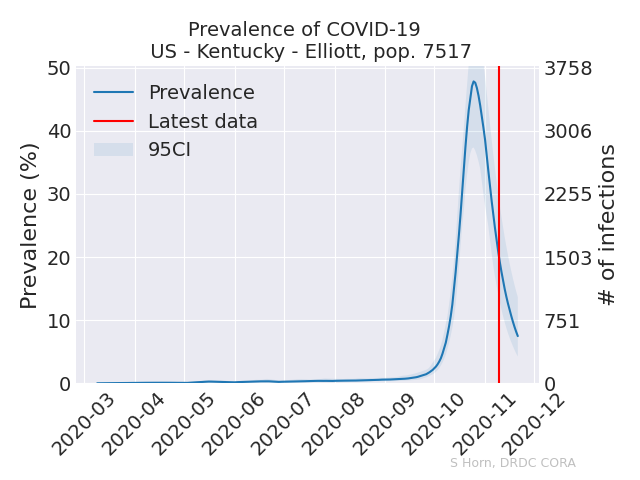 Prevalence of COVID-19
US - Kentucky - Elliott, pop. 7517
Prevalence
Latest data
95CI
Prevalence (%)
50
40
30
20
10
0
3758
3006
2255
1503
751
0
# of infections
2020-03
2020-04
2020-05
2020-06
2020-07
2020-08
2020-09
2020-10
2020-11
2020-12
S Horn, DRDC CORA